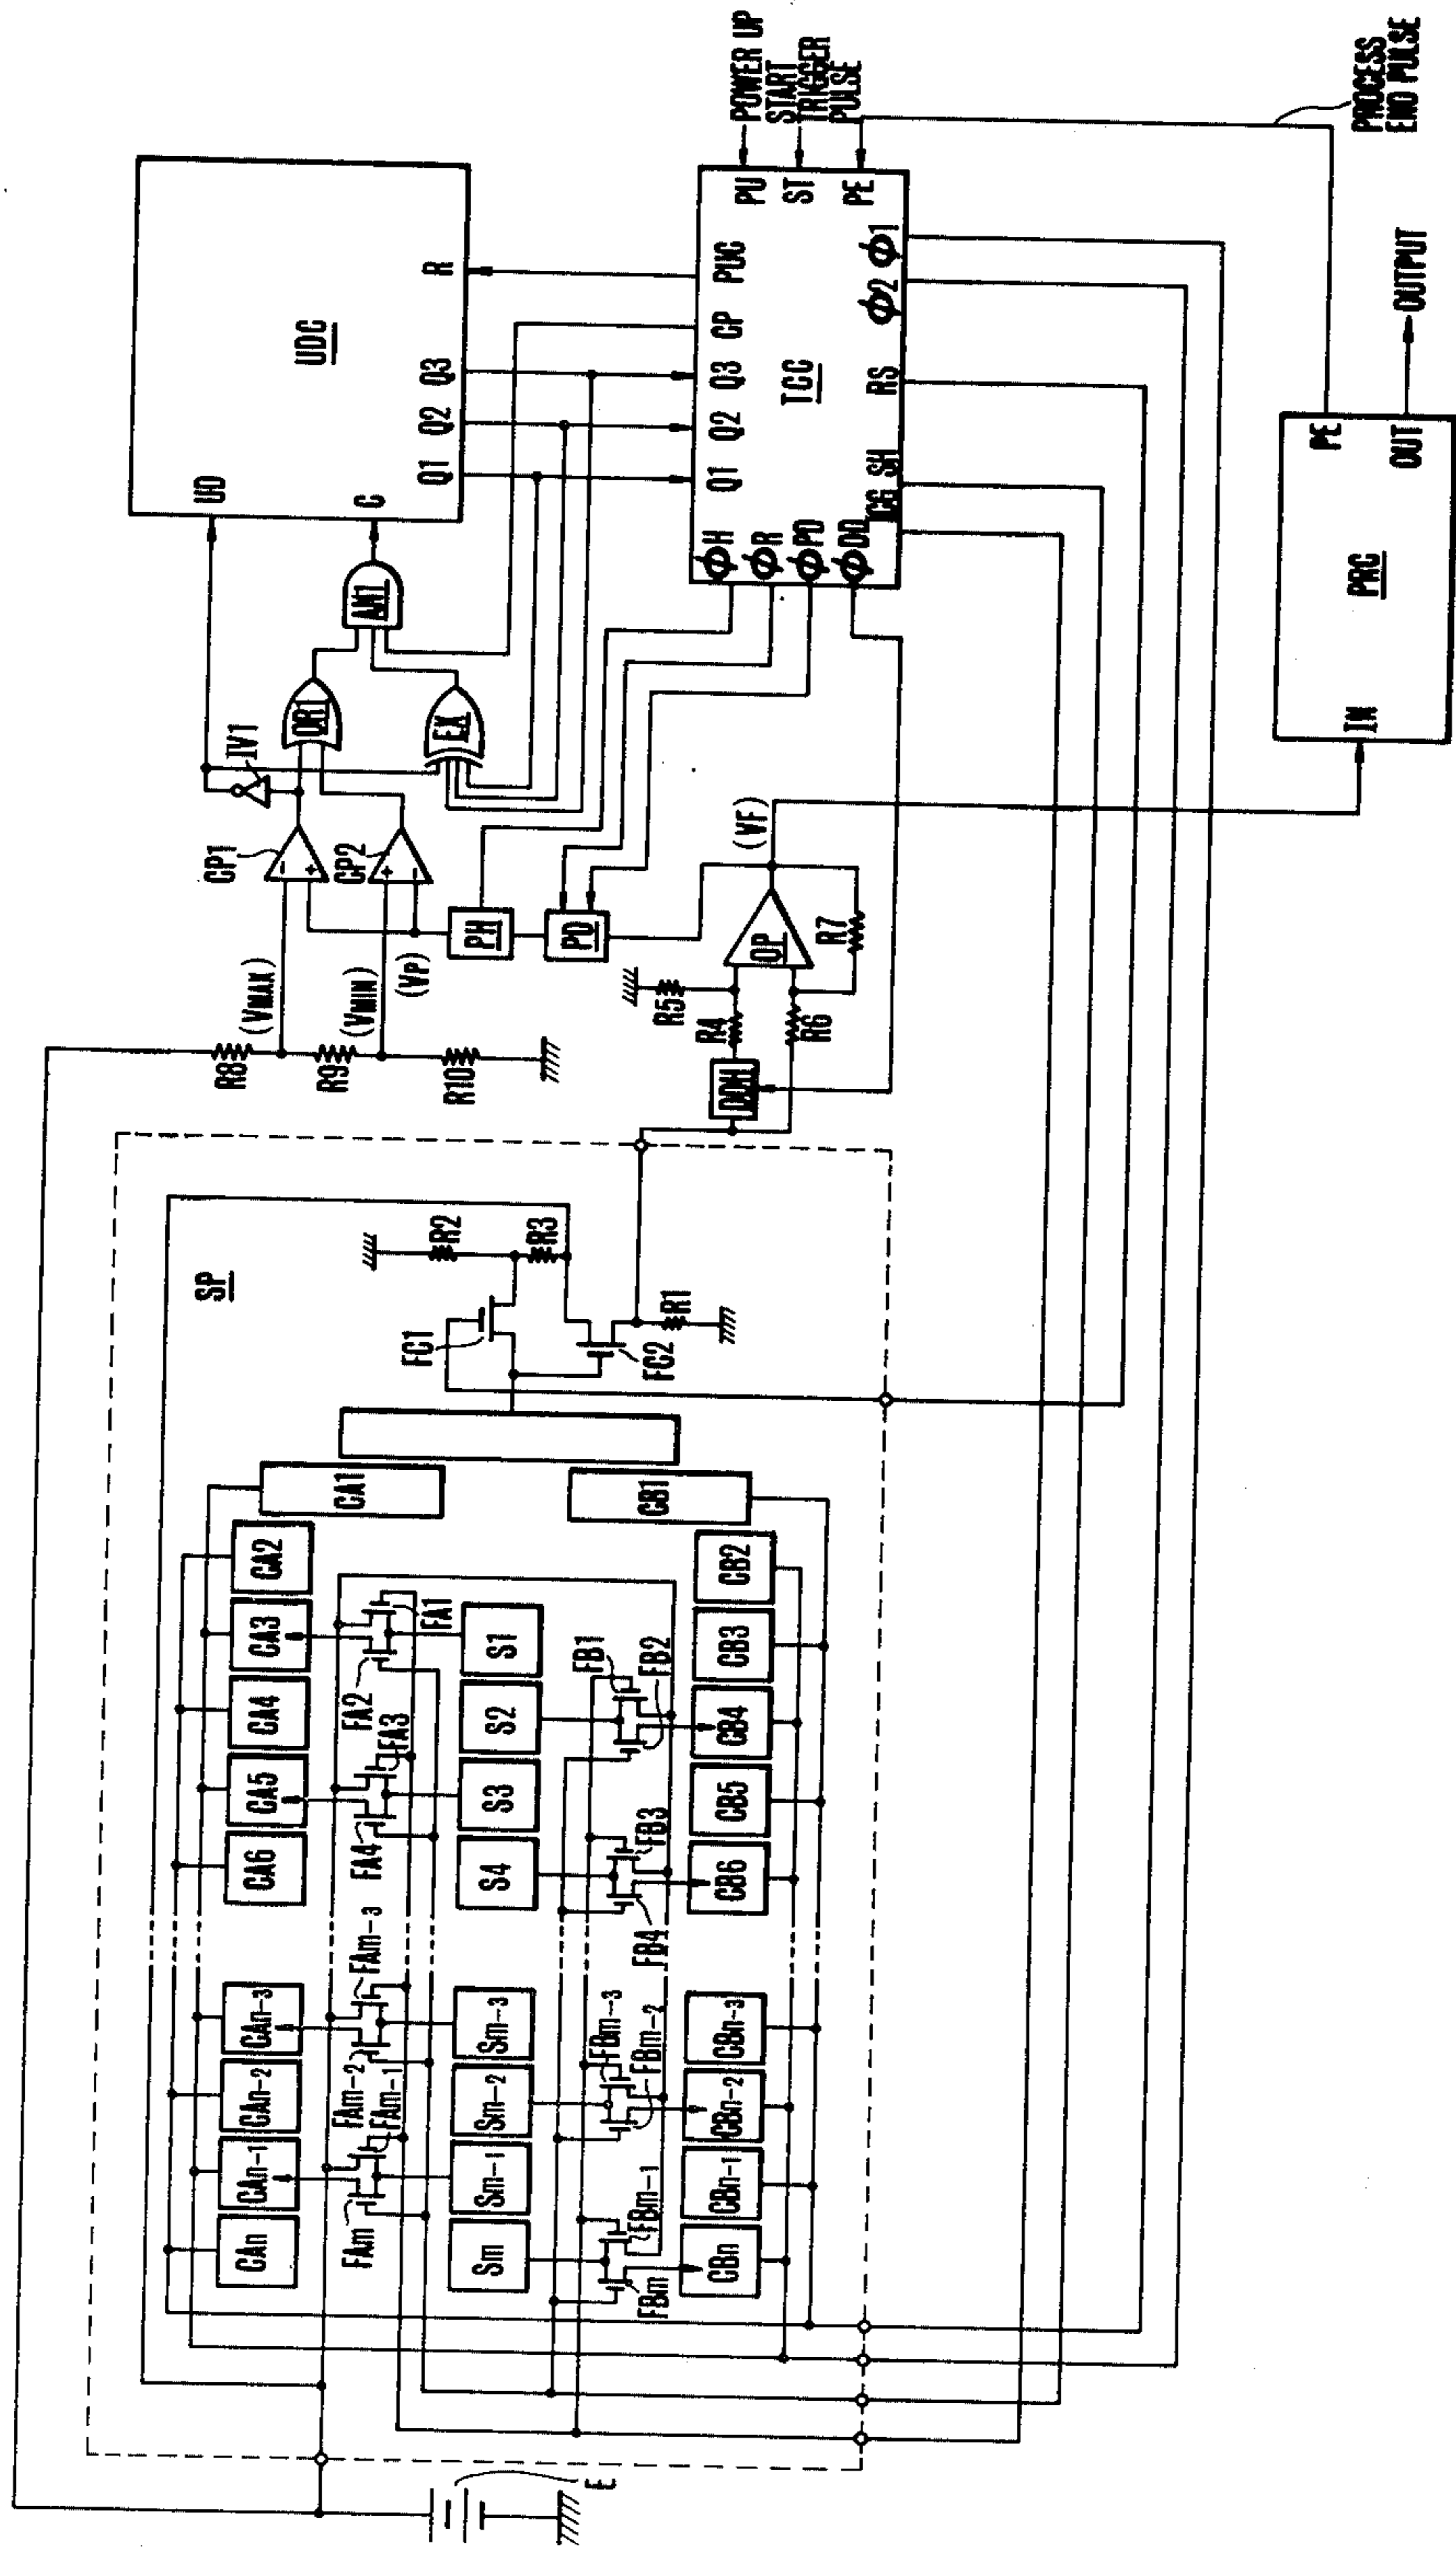 UDC
UD
C
Q1
Q2
Q3
R
AN1
OR1
EX
IV1
CP1
-
+
CP2
+
-
PH
PD
(VMAX)
(VMIN)
(VP)
R8
R9
R10
TCC
Q1
Q2
Q3
CP
PUC
PU
ST
PE
ΦH
ΦR
ΦPD
ΦDD
ICG
SH
RS
Φ2
Φ1
POWER UP
START
TRIGGER
PULSE
PROCESS
END PULSE
PRC
IN
PE
OUT
OUTPUT
(VF)
OP
R4
R5
R6
R7
DDH
SP
R1
R2
R3
FC1
FC2
CAn
CAn-1
CAn-2
CAn-3
CA6
CA5
CA4
CA3
CA2
CA1
FAm
FAm-1
FAm-2
FAm-3
FA4
FA3
FA2
FA1
Sm
Sm-1
Sm-2
Sm-3
S4
S3
S2
S1
FBm
FBm-1
FBm-2
FBm-3
FB4
FB3
FB2
FB1
CBn
CBn-1
CBn-2
CBn-3
CB6
CB5
CB4
CB3
CB2
CB1
E